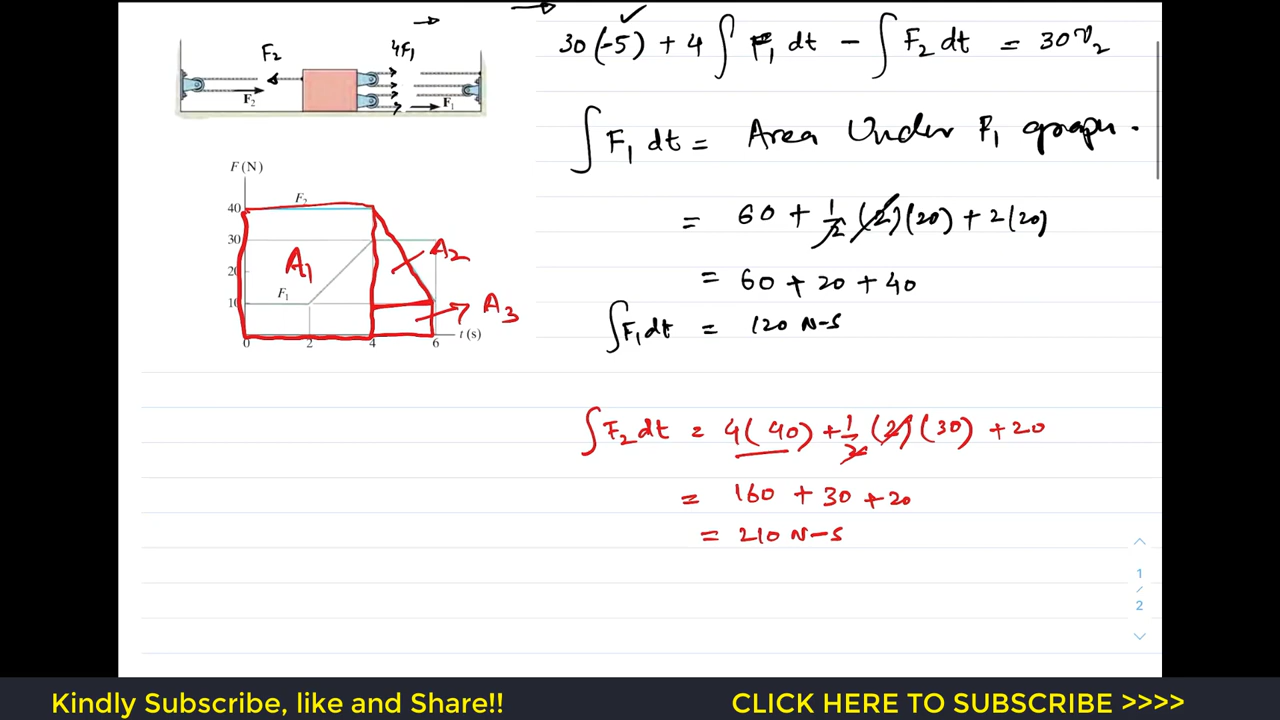 30(-5) + 4 ∫ F₁ dt - ∫ F₂ dt = 30 v₂
F₂ 4F₁
F₂ F₁
∫ F₁ dt = Area Under F₁ graph.
= 60 + 1/2 (2)(20) + 2(20)
= 60 + 20 + 40
∫F₁dt = 120 N-S
F (N)
F₂
40
30
20
10
A₁ A₂
F₁ A₃
0 2 4 6 t (s)
∫F₂dt = 4(40) + 1/2 (2)(30) + 20
= 160 + 30 + 20
= 210 N-S
1
/
2
Kindly Subscribe, like and Share!! CLICK HERE TO SUBSCRIBE >>>>